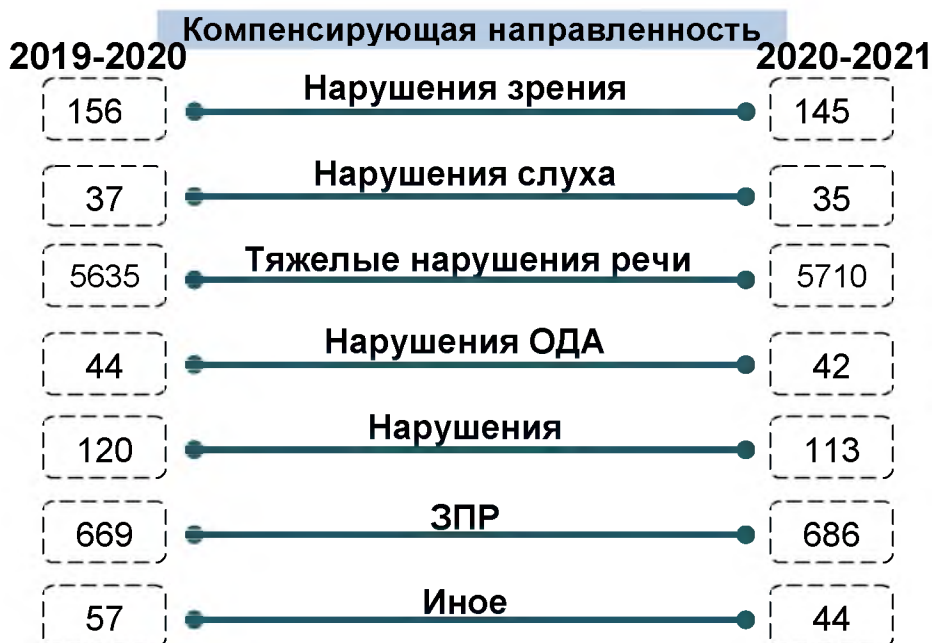 Компенсирующая направленность
2019-2020 2020-2021
Нарушения зрения
156 145
Нарушения слуха
37 35
Тяжелые нарушения речи
5635 5710
Нарушения ОДА
44 42
Нарушения
120 113
ЗПР
669 686
Иное
57 44